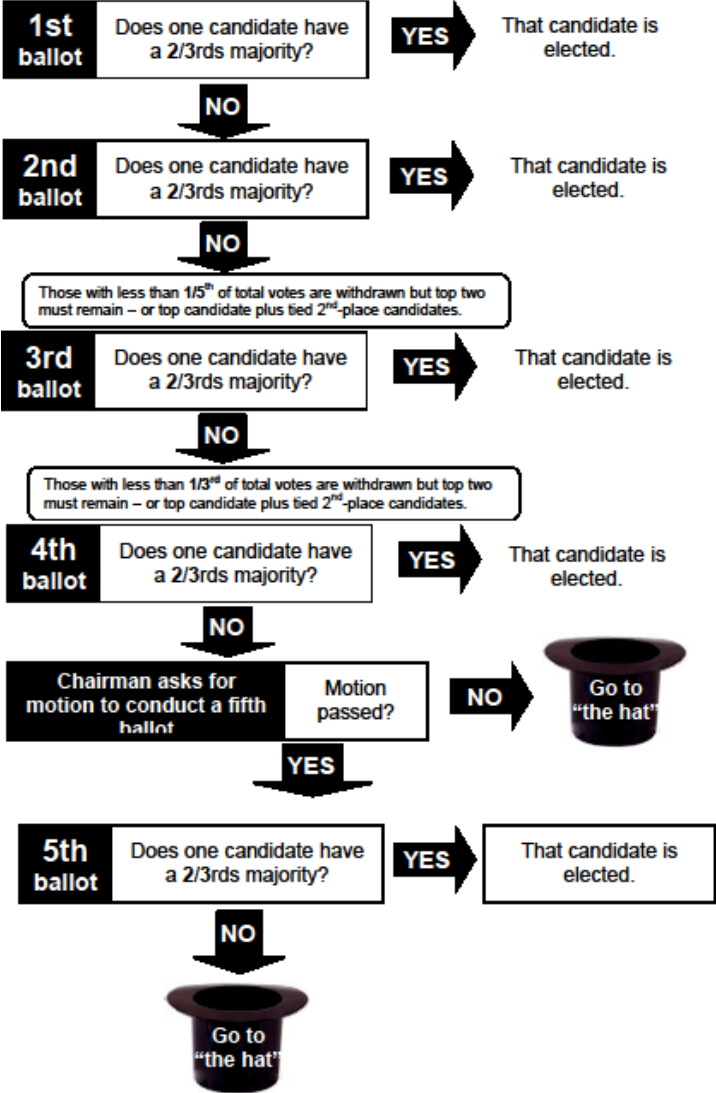 1st
ballot
Does one candidate have
a 2/3rds majority?
YES
That candidate is
elected.
NO
2nd
ballot
Does one candidate have
a 2/3rds majority?
YES
That candidate is
elected.
NO
Those with less than 1/5th of total votes are withdrawn but top two
must remain – or top candidate plus tied 2nd-place candidates.
3rd
ballot
Does one candidate have
a 2/3rds majority?
YES
That candidate is
elected.
NO
Those with less than 1/3rd of total votes are withdrawn but top two
must remain – or top candidate plus tied 2nd-place candidates.
4th
ballot
Does one candidate have
a 2/3rds majority?
YES
That candidate is
elected.
NO
Chairman asks for
motion to conduct a fifth
ballot
Motion
passed?
NO
Go to
“the hat”
YES
5th
ballot
Does one candidate have
a 2/3rds majority?
YES
That candidate is
elected.
NO
Go to
“the hat”